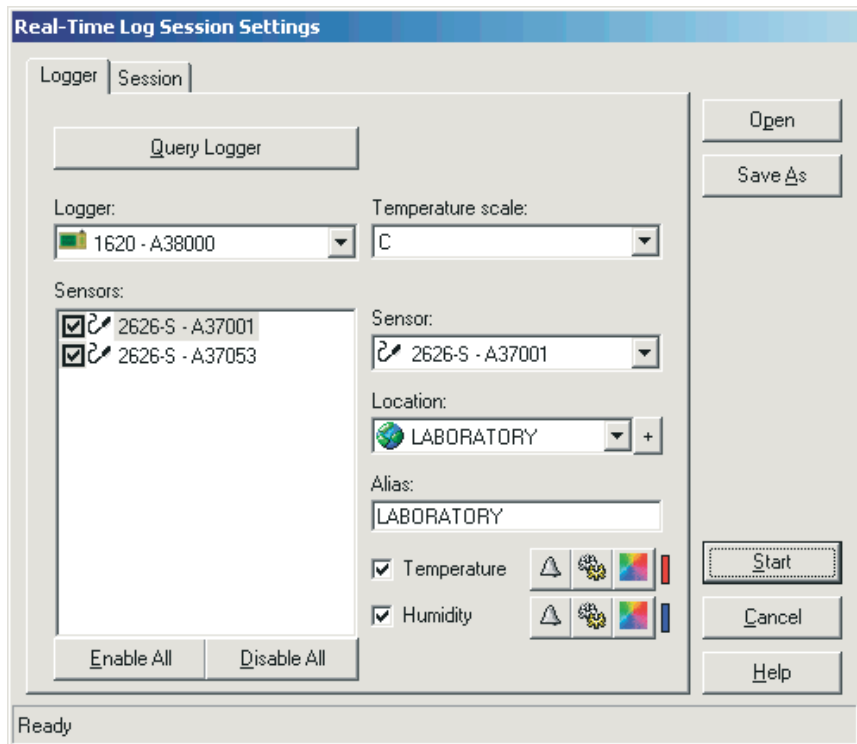 Real-Time Log Session Settings
Logger
Session
Query Logger
Open
Save As
Logger:
1620 - A38000
Temperature scale:
C
Sensors:
2626-S - A37001
2626-S - A37053
Sensor:
2626-S - A37001
Location:
LABORATORY
+
Alias:
LABORATORY
Temperature
Humidity
Enable All
Disable All
Start
Cancel
Help
Ready